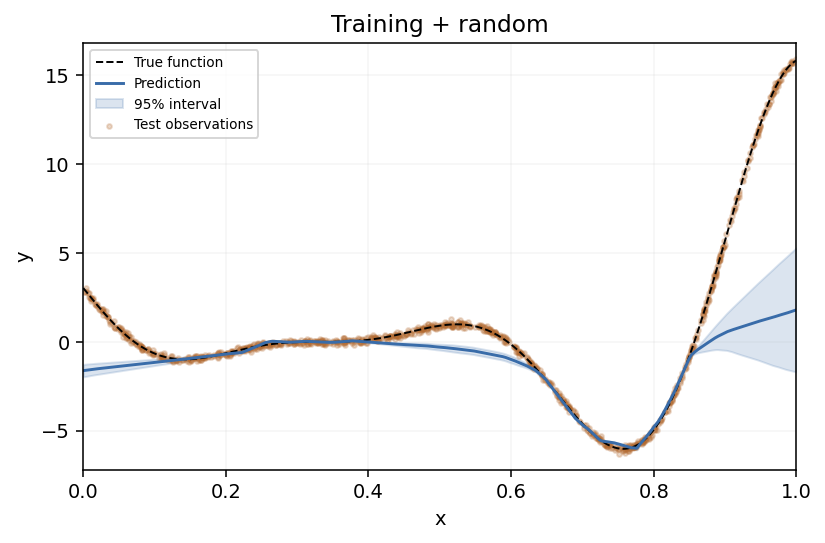 Training + random
True function
Prediction
95% interval
Test observations
15
10
5
0
−5
y
0.0 0.2 0.4 0.6 0.8 1.0
x